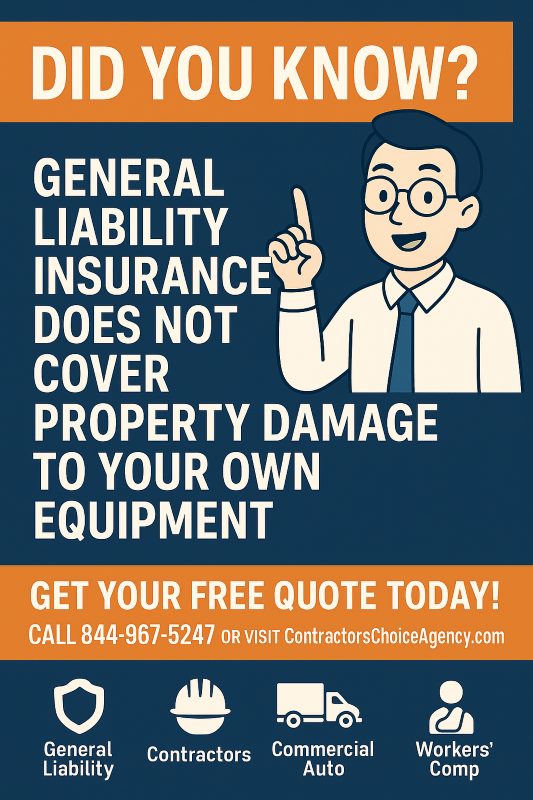 DID YOU KNOW?
GENERAL
LIABILITY
INSURANCE
DOES NOT
COVER
PROPERTY DAMAGE
TO YOUR OWN
EQUIPMENT
GET YOUR FREE QUOTE TODAY!
CALL 844-967-5247 OR VISIT ContractorsChoiceAgency.com
General
Liability
Contractors
Commercial
Auto
Workers'
Comp